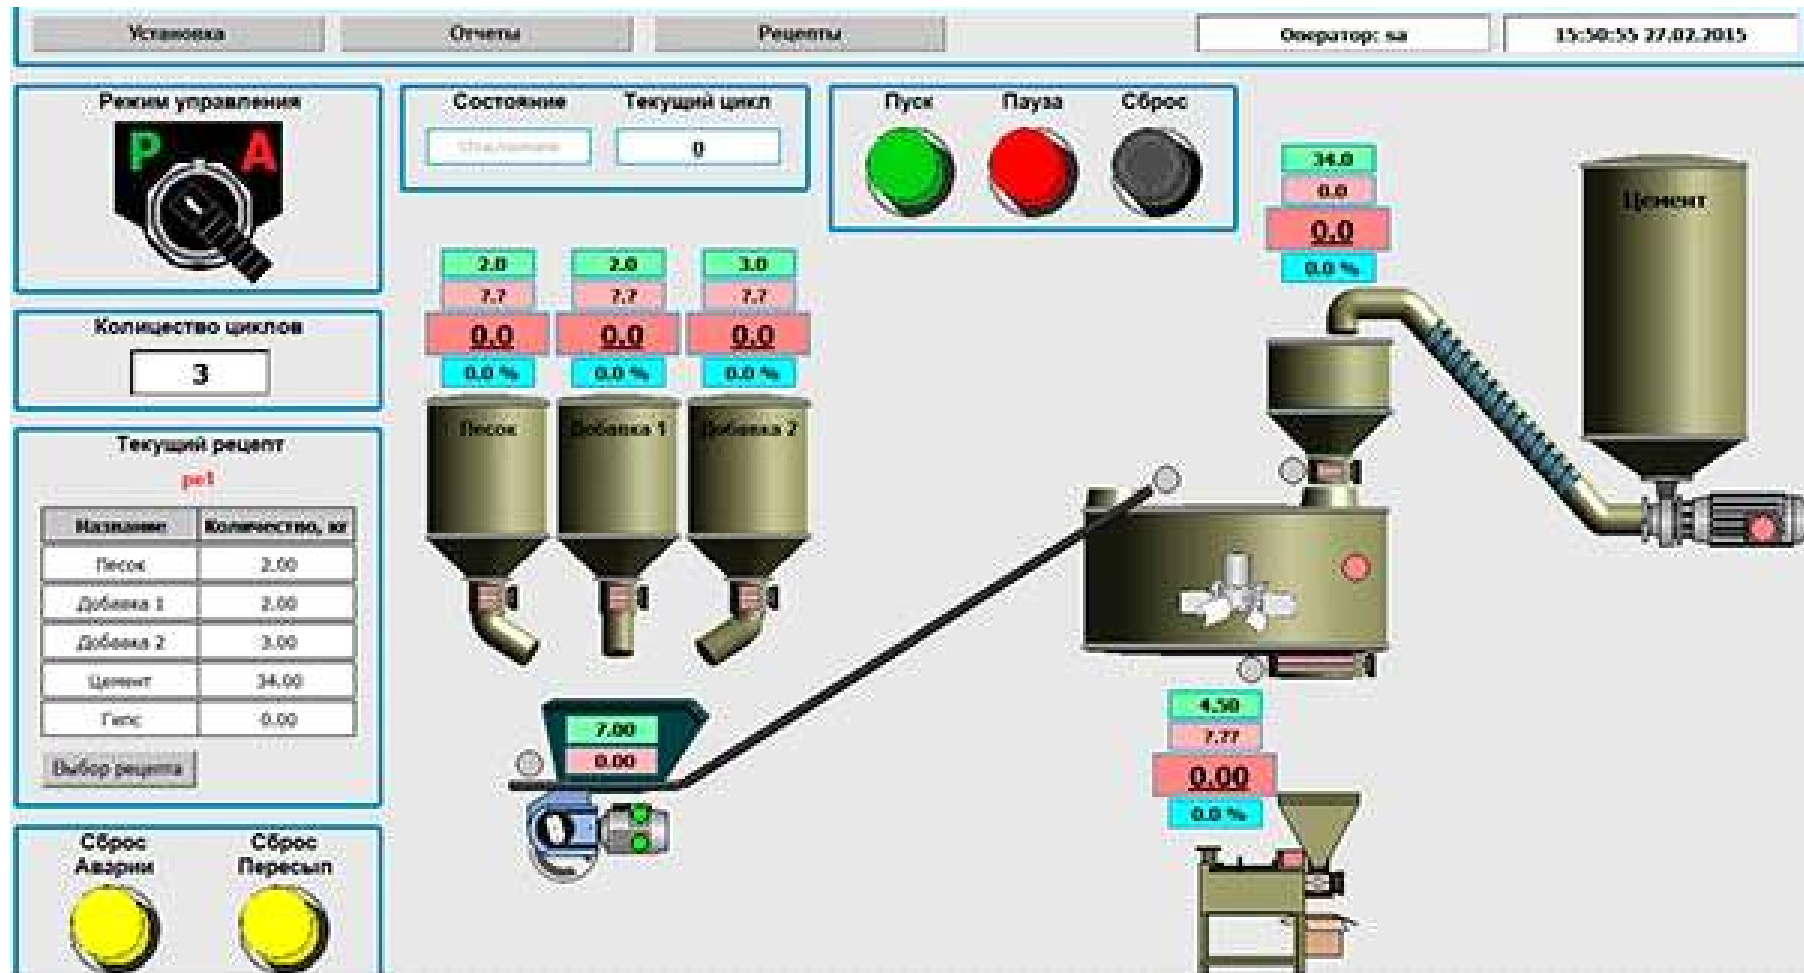 Установка
Отчеты
Рецепты
Оператор: sa
15:50:55 27.02.2015
Режим управления
Р А
Состояние
Текущий цикл
0
Пуск
Пауза
Сброс
34.0
0.0
0.0
0.0 %
Цемент
Количество циклов
3
2.0 2.0 3.0
7.7 7.7 7.7
0.0 0.0 0.0
0.0 % 0.0 % 0.0 %
Песок
Добавка 1
Добавка 2
Текущий рецепт
ре1
Название Количество, кг
Песок 2.00
Добавка 1 2.00
Добавка 2 3.00
Цемент 34.00
Гипс 0.00
Выбор рецепта
7.00
0.00
4.50
7.77
0.00
0.0 %
Сброс
Аварии
Сброс
Пересып